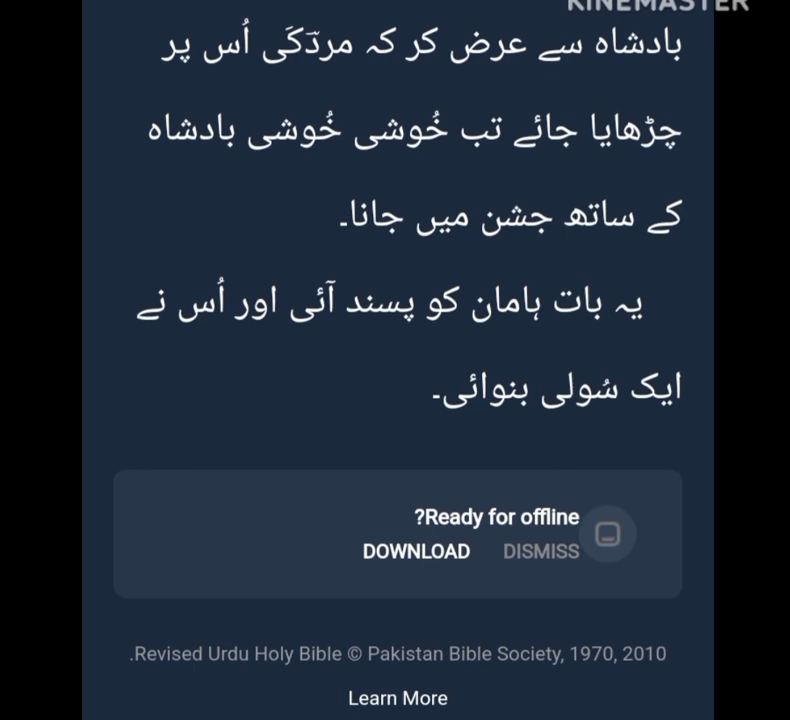 KINEMASTER
بادشاہ سے عرض کر کہ مردؔکَی اُس پر
چڑھایا جائے تب خُوشی خُوشی بادشاہ
کے ساتھ جشن میں جانا۔
یہ بات ہامان کو پسند آئی اور اُس نے
ایک سُولی بنوائی۔
?Ready for offline
DOWNLOAD DISMISS
.Revised Urdu Holy Bible © Pakistan Bible Society, 1970, 2010
Learn More